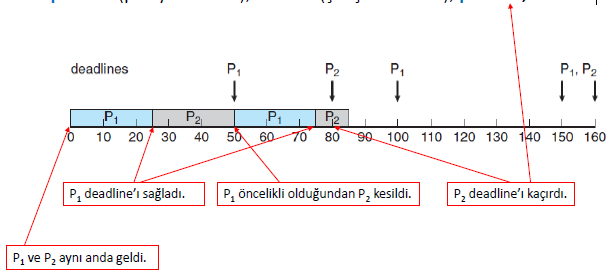 deadlines P₁ P₂ P₁ P₁, P₂
P₁ P₂ P₁ P₂
0 10 20 30 40 50 60 70 80 90 100 110 120 130 140 150 160
P₁ deadline’ı sağladı. P₁ öncelikli olduğundan P₂ kesildi. P₂ deadline’ı kaçırdı.
P₁ ve P₂ aynı anda geldi.